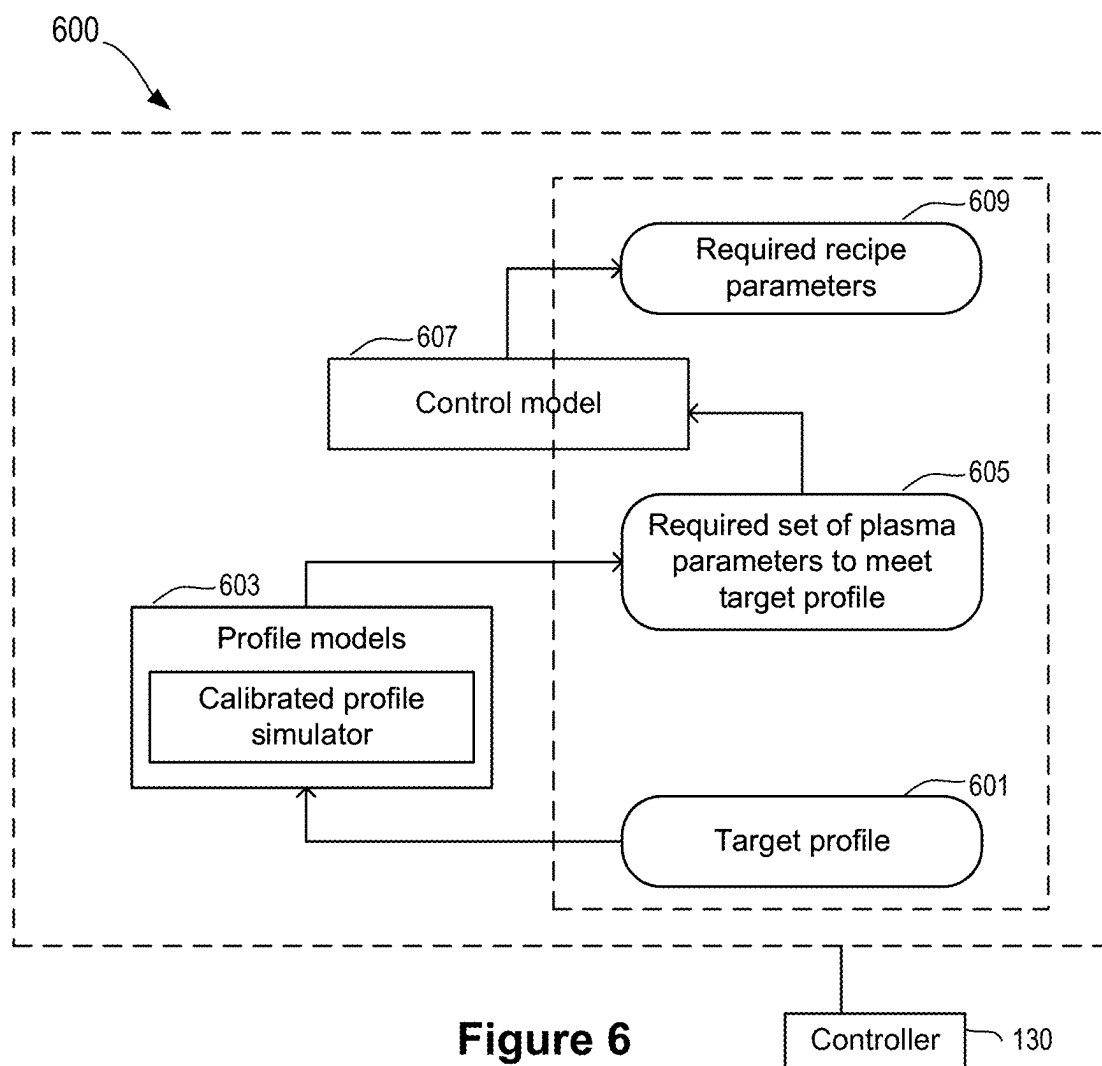 600
609
Required recipe
parameters
607
Control model
605
Required set of plasma
parameters to meet
target profile
603
Profile models
Calibrated profile
simulator
601
Target profile
Figure 6
Controller
130